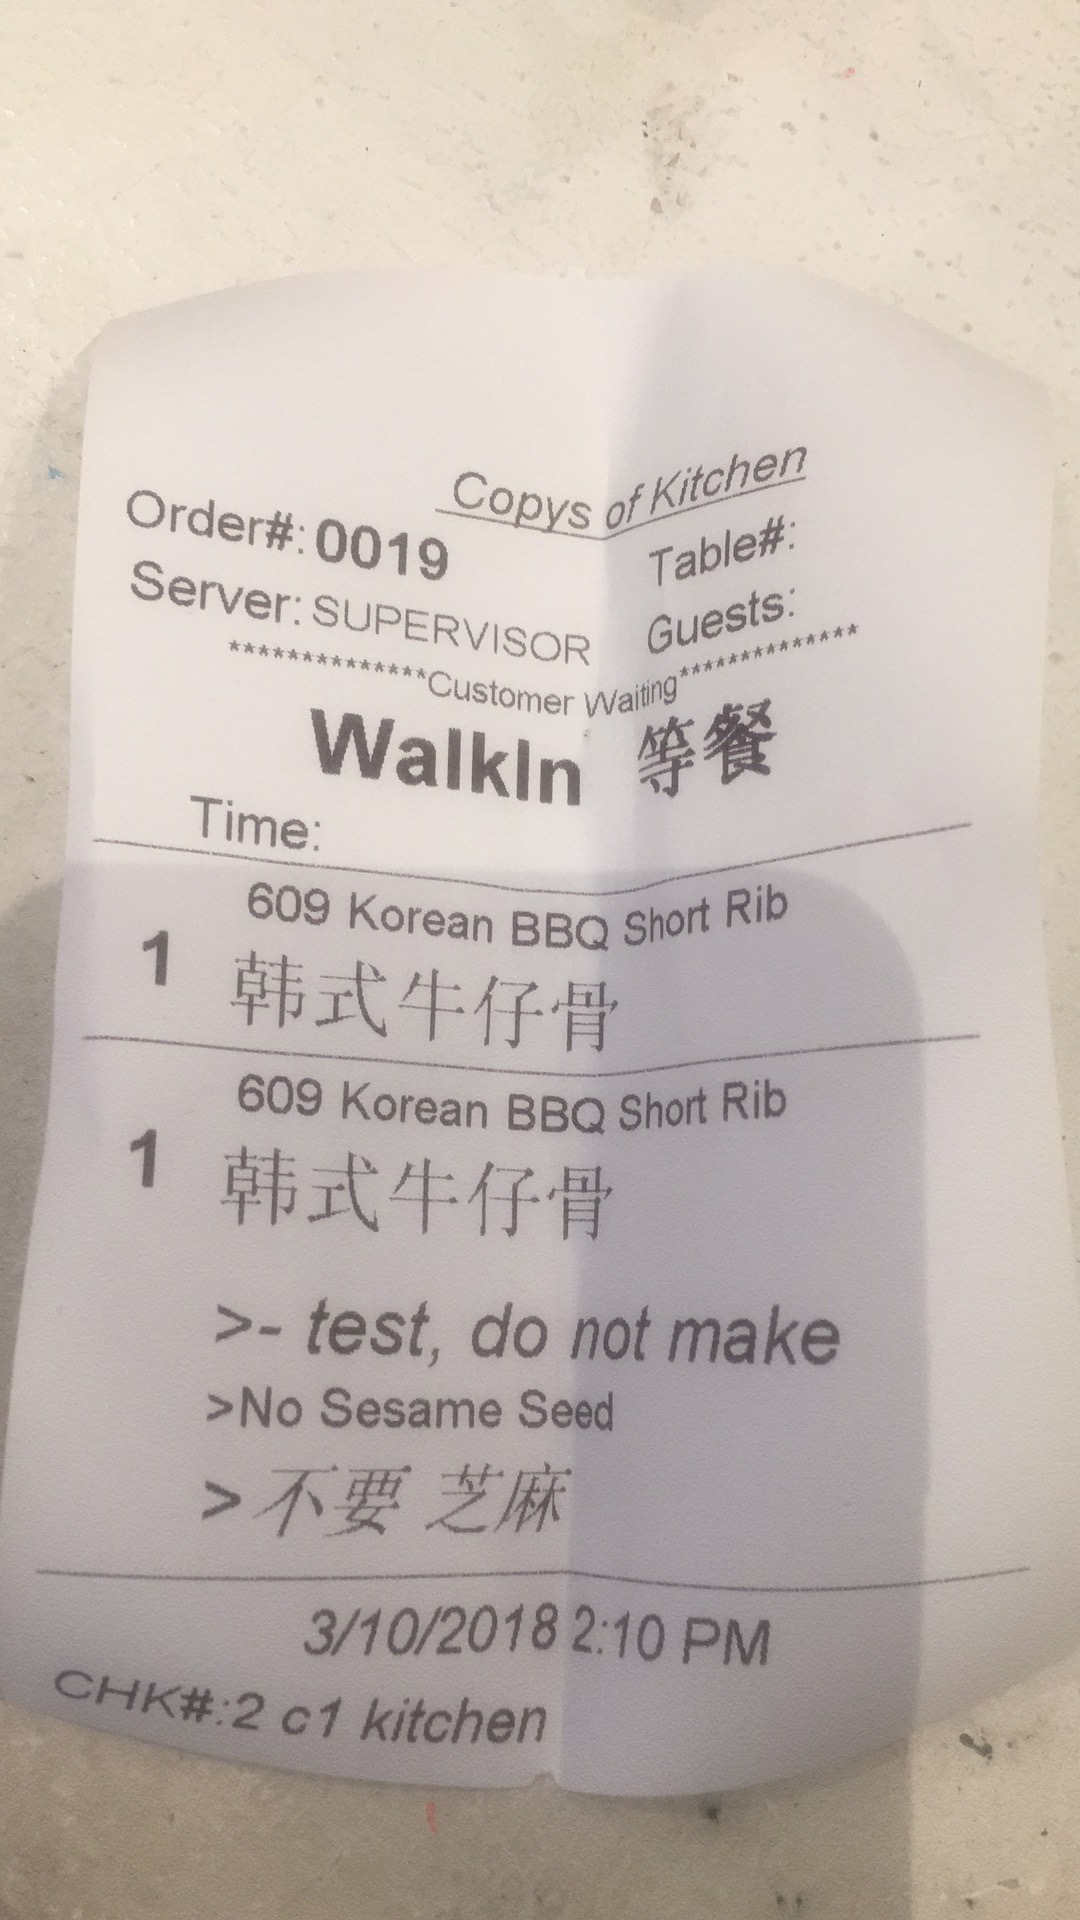 Copys of Kitchen
Order#: 0019 Table#:
Server: SUPERVISOR Guests:
**************Customer Waiting**************
WalkIn 等餐
Time:
609 Korean BBQ Short Rib
1 韩式牛仔骨
609 Korean BBQ Short Rib
1 韩式牛仔骨
>- test, do not make
>No Sesame Seed
> 不要 芝麻
3/10/2018 2:10 PM
CHK#:2 c1 kitchen